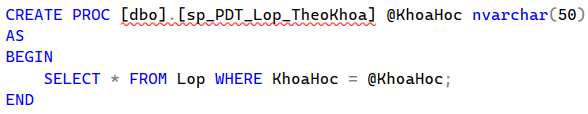 CREATE PROC [dbo].[sp_PDT_Lop_TheoKhoa] @KhoaHoc nvarchar(50)
AS
BEGIN
    SELECT * FROM Lop WHERE KhoaHoc = @KhoaHoc;
END